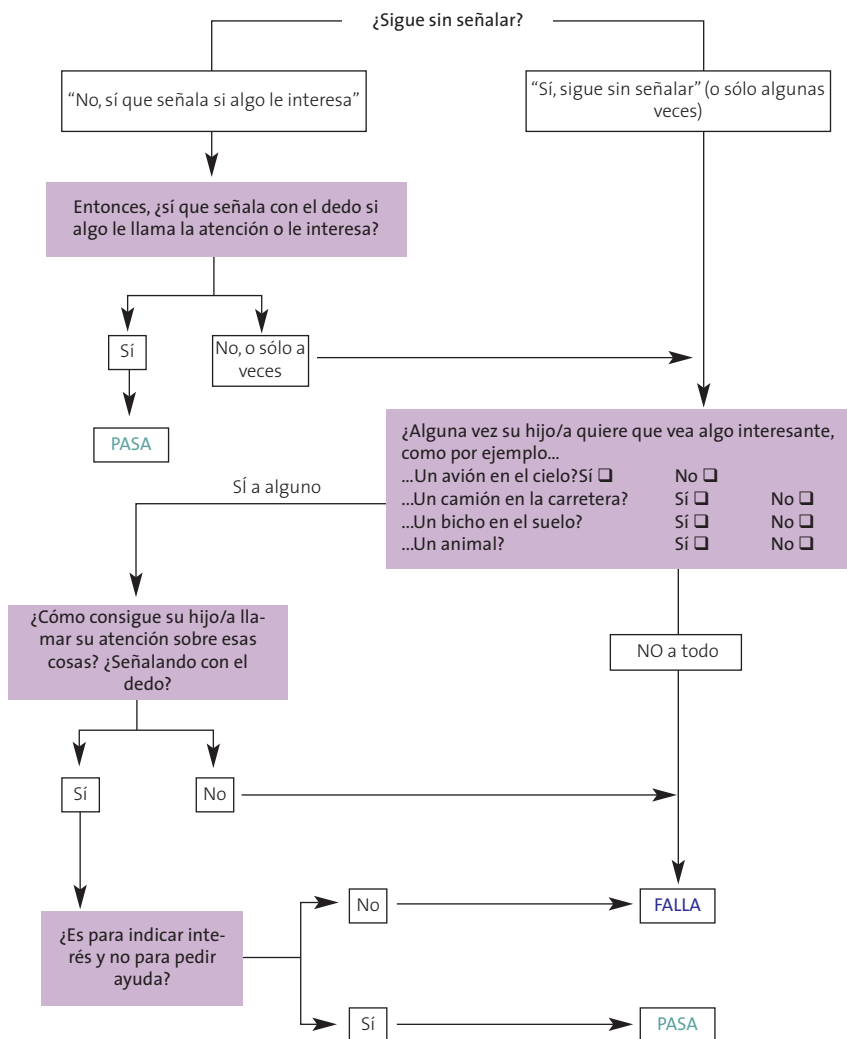 ¿Sigue sin señalar?
“No, sí que señala si algo le interesa”
“Sí, sigue sin señalar” (o sólo algunas
veces)
Entonces, ¿sí que señala con el dedo si
algo le llama la atención o le interesa?
Sí
No, o sólo a
veces
PASA
¿Alguna vez su hijo/a quiere que vea algo interesante,
como por ejemplo...
...Un avión en el cielo?Sí ❑ No ❑
...Un camión en la carretera? Sí ❑ No ❑
...Un bicho en el suelo? Sí ❑ No ❑
...Un animal? Sí ❑ No ❑
SÍ a alguno
¿Cómo consigue su hijo/a lla-
mar su atención sobre esas
cosas? ¿Señalando con el
dedo?
NO a todo
Sí
No
¿Es para indicar inte-
rés y no para pedir
ayuda?
No
FALLA
Sí
PASA